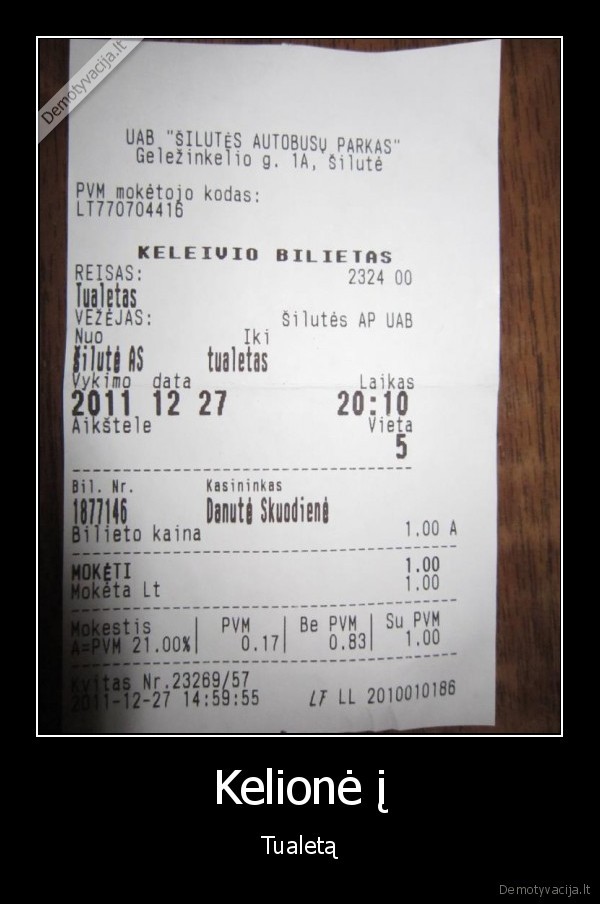 Demotyvacija.lt
UAB "ŠILUTĖS AUTOBUSŲ PARKAS"
Geležinkelio g. 1A, Šilutė
PVM mokėtojo kodas:
LT770704416
KELEIVIO BILIETAS
REISAS: 2324 00
Tualetas
VEŽĖJAS: Šilutės AP UAB
Nuo Iki
Šilutė AS tualetas
Vykimo data Laikas
2011 12 27 20:10
Aikštele Vieta
5
Bil. Nr. Kasininkas
1877146 Danutė Skuodienė
Bilieto kaina 1.00 A
MOKĖTI 1.00
Mokėta Lt 1.00
Mokestis | PVM | Be PVM | Su PVM
A=PVM 21.00% | 0.17 | 0.83 | 1.00
Kvitas Nr.23269/57
2011-12-27 14:59:55 LF LL 2010010186
Kelionė į
Tualetą
Demotyvacija.lt